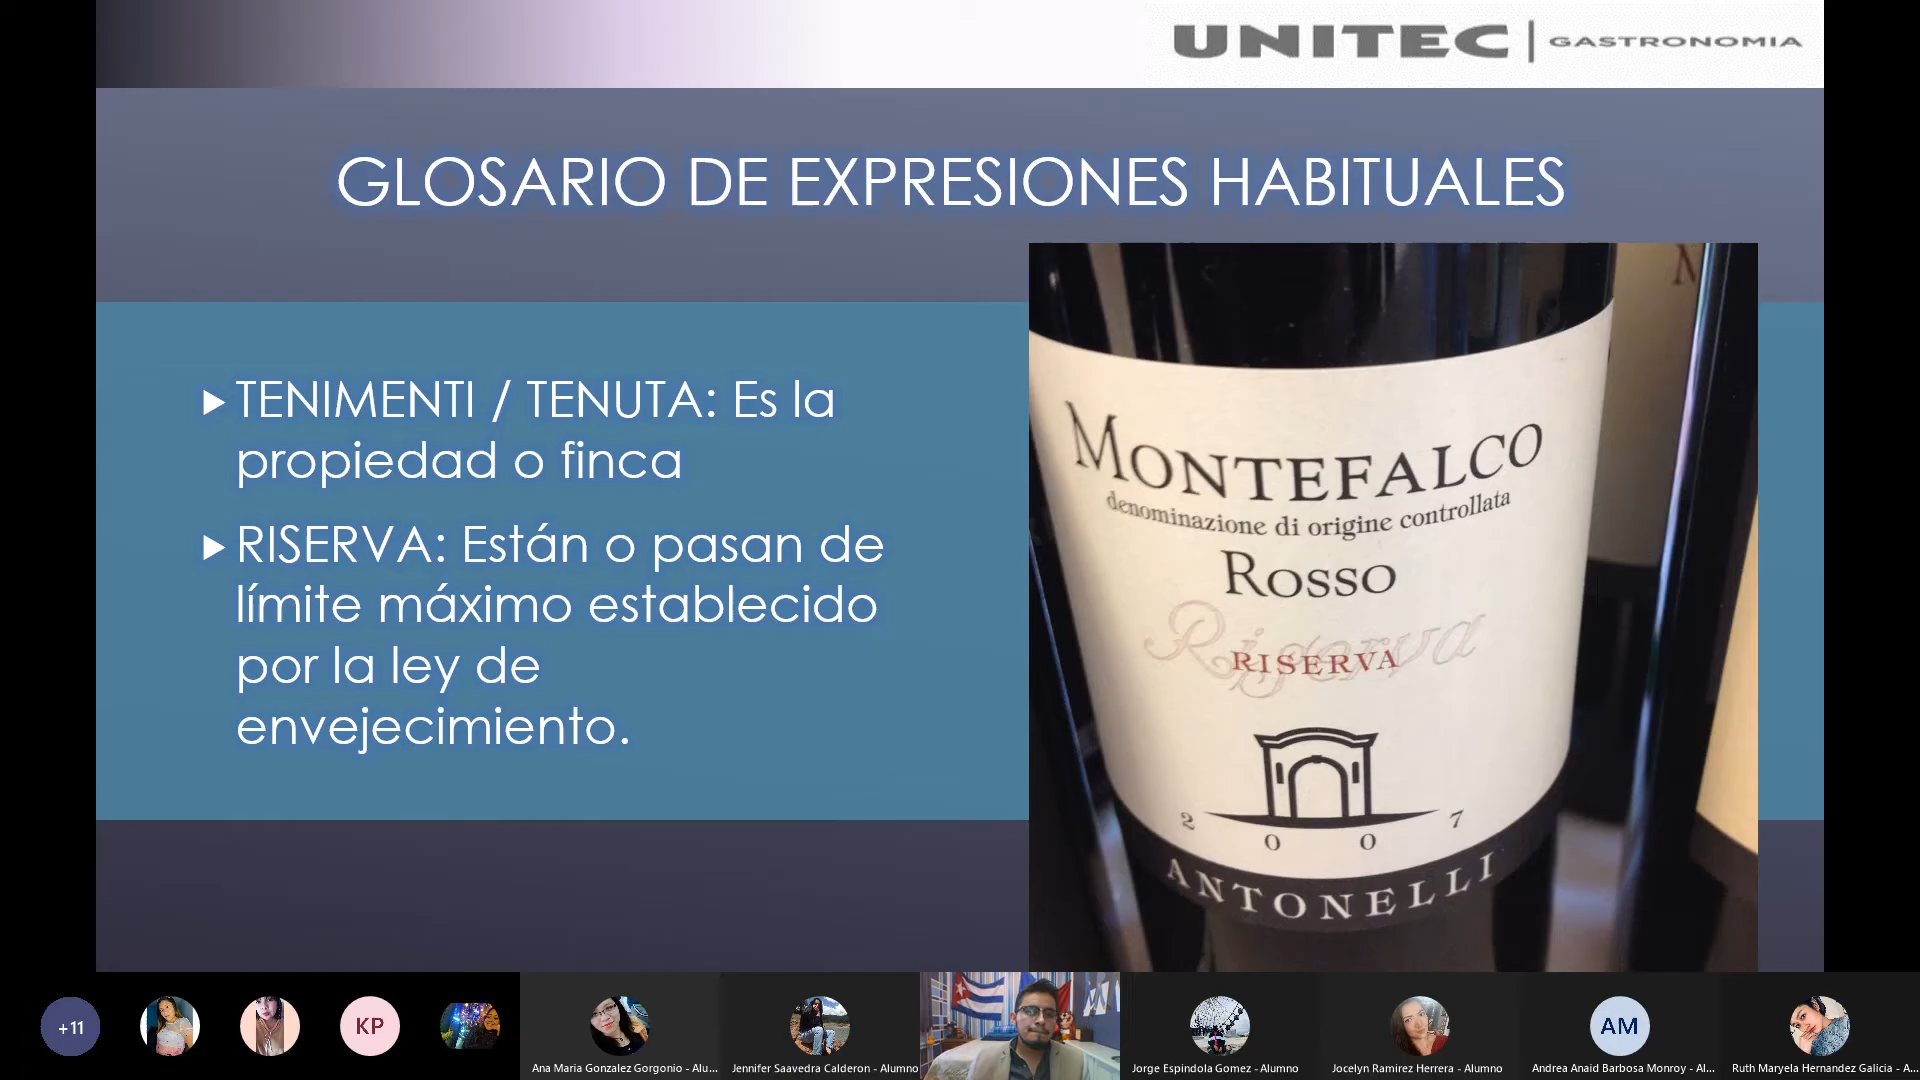 UNITEC | GASTRONOMIA
GLOSARIO DE EXPRESIONES HABITUALES
TENIMENTI / TENUTA: Es la
propiedad o finca
RISERVA: Están o pasan de
límite máximo establecido
por la ley de
envejecimiento.
MONTEFALCO
denominazione di origine controllata
ROSSO
Riserva
RISERVA
2 0 0 7
ANTONELLI
+11
KP
Ana Maria Gonzalez Gorgonio - Alu...
Jennifer Saavedra Calderon - Alumno
Jorge Espindola Gomez - Alumno
Jocelyn Ramirez Herrera - Alumno
AM
Andrea Anaid Barbosa Monroy - Al...
Ruth Maryela Hernandez Galicia - A...